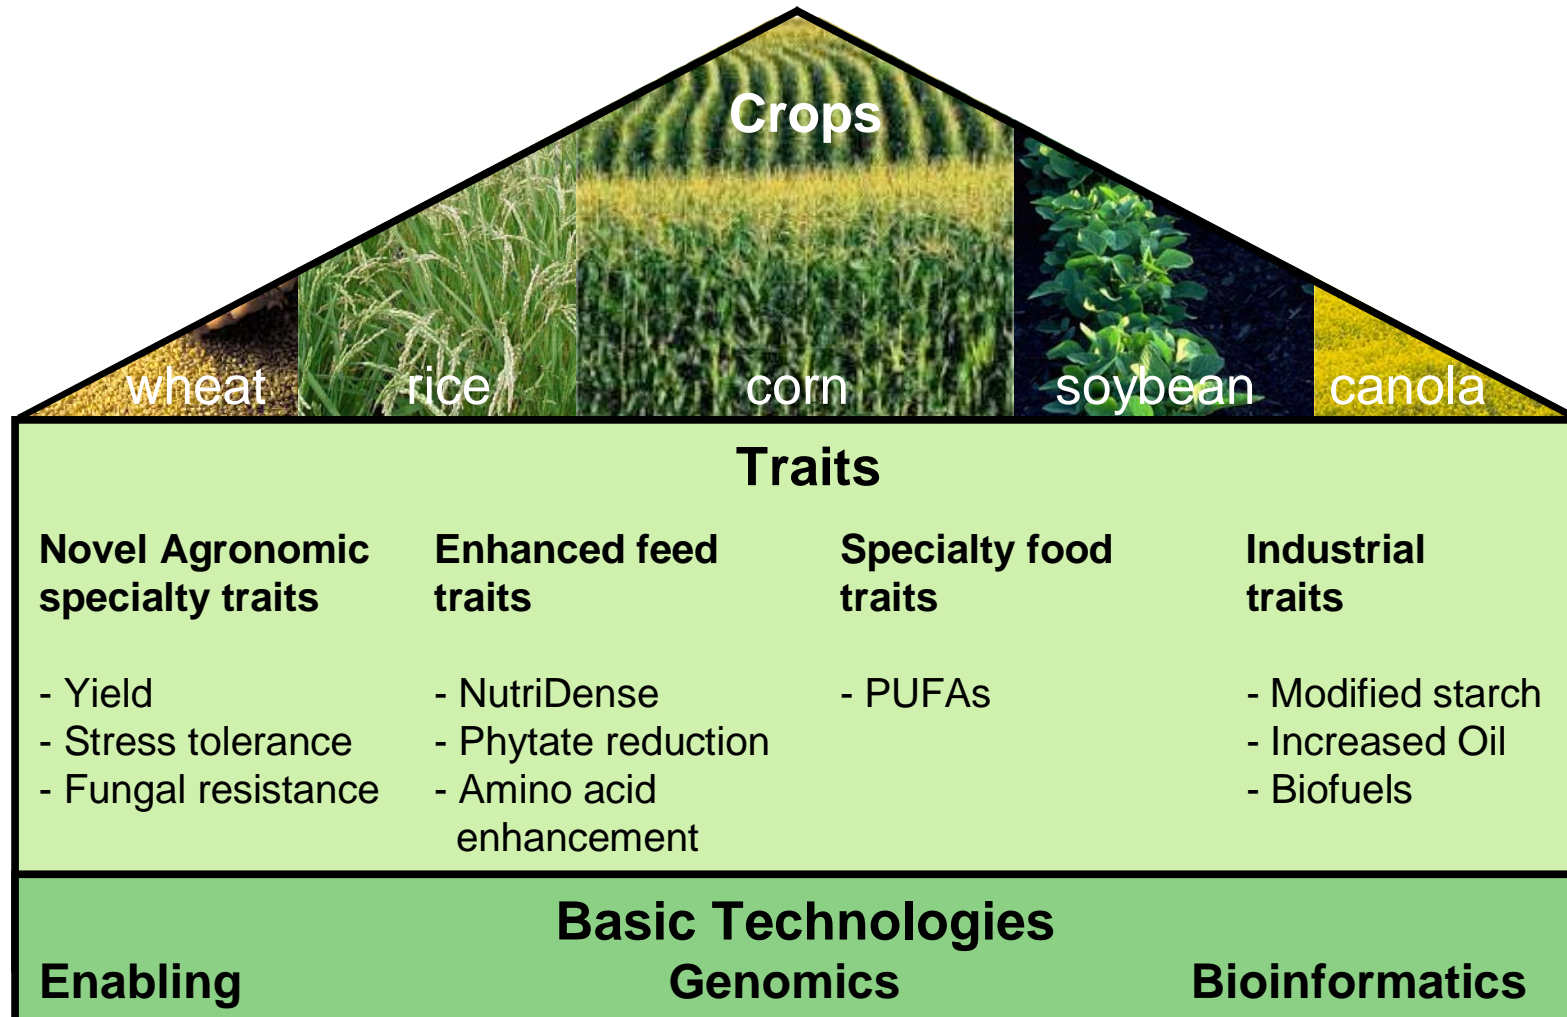 Crops
wheat rice corn soybean canola
Traits
Novel Agronomic
specialty traits
- Yield
- Stress tolerance
- Fungal resistance
Enhanced feed
traits
- NutriDense
- Phytate reduction
- Amino acid
enhancement
Specialty food
traits
- PUFAs
Industrial
traits
- Modified starch
- Increased Oil
- Biofuels
Basic Technologies
Enabling Genomics Bioinformatics